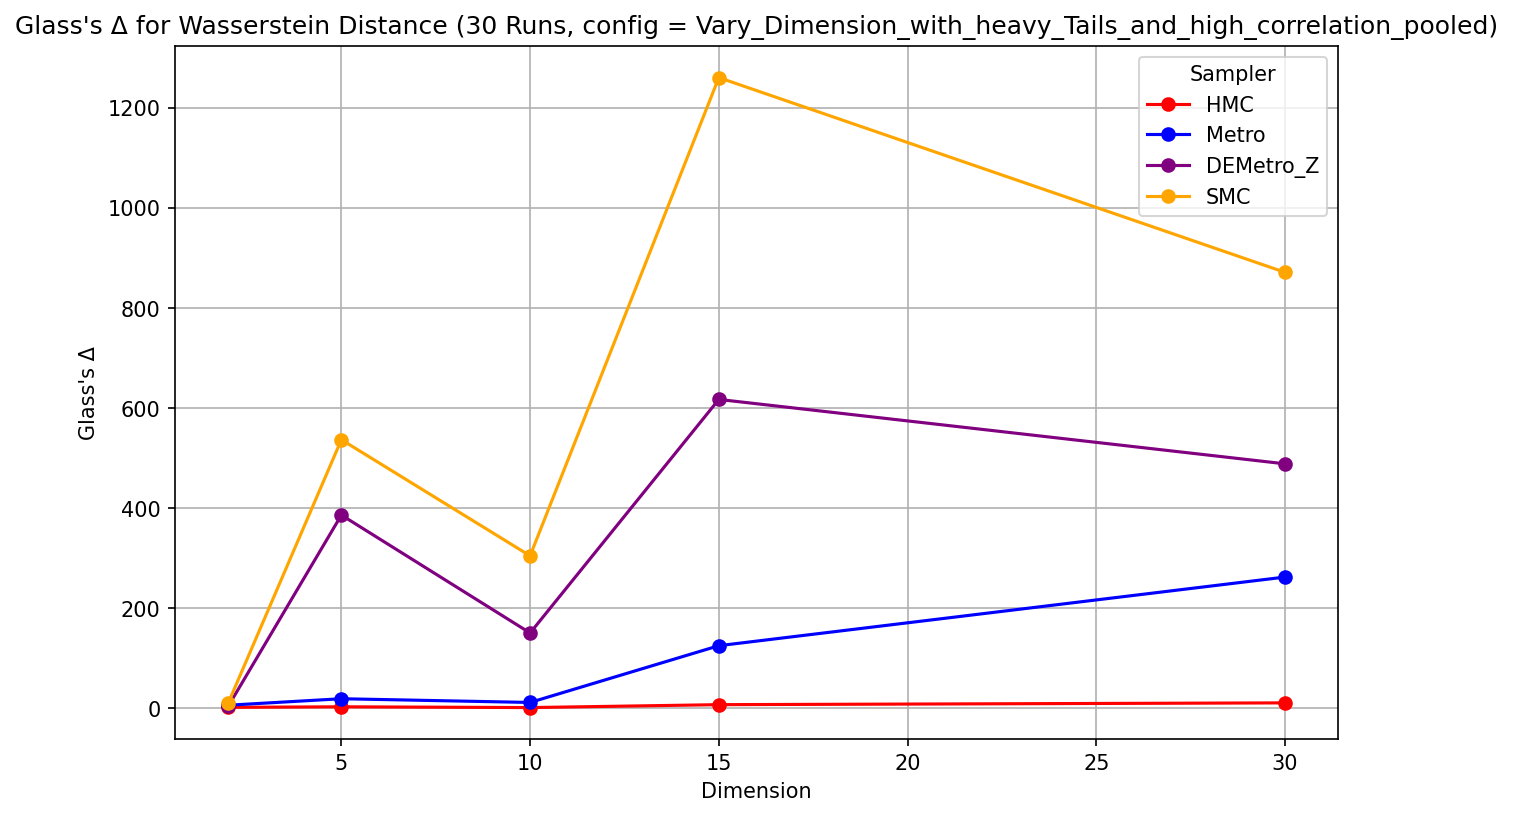 Glass's Δ for Wasserstein Distance (30 Runs, config = Vary_Dimension_with_heavy_Tails_and_high_correlation_pooled)
Sampler
HMC
Metro
DEMetro_Z
SMC
1200
1000
800
600
400
200
0
Glass's Δ
5 10 15 20 25 30
Dimension